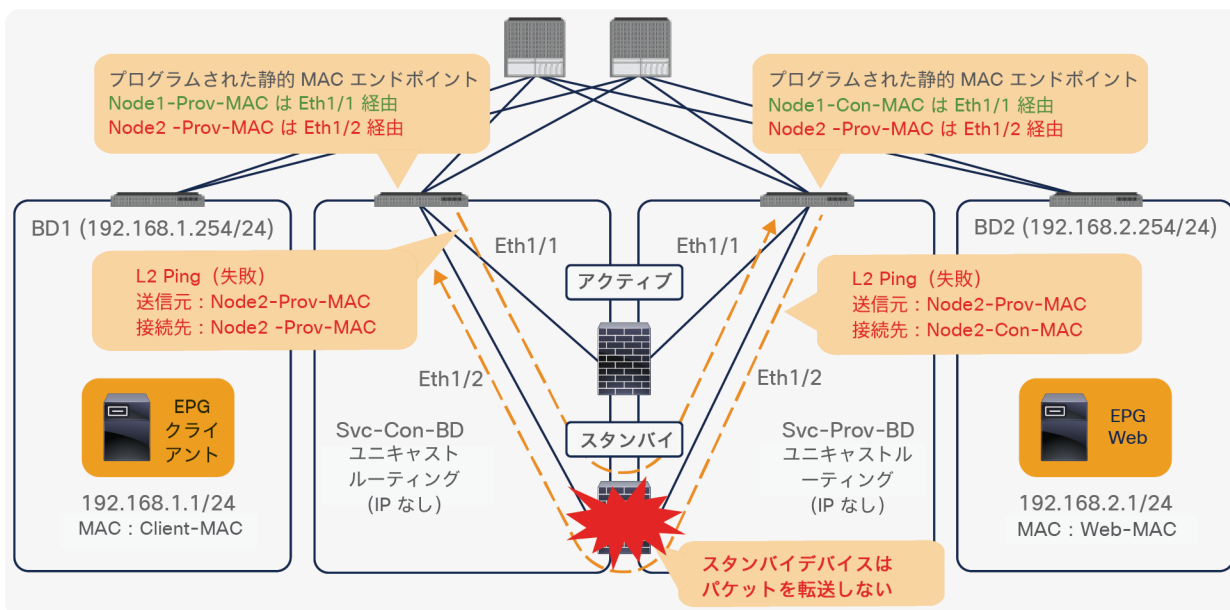 プログラムされた静的 MAC エンドポイント
Node1-Prov-MAC は Eth1/1 経由
Node2 -Prov-MAC は Eth1/2 経由
プログラムされた静的 MAC エンドポイント
Node1-Con-MAC は Eth1/1 経由
Node2 -Prov-MAC は Eth1/2 経由
BD1 (192.168.1.254/24)
BD2 (192.168.2.254/24)
Eth1/1
Eth1/1
L2 Ping（失敗）
送信元：Node2-Prov-MAC
接続先：Node2 -Prov-MAC
アクティブ
L2 Ping（失敗）
送信元：Node2-Prov-MAC
接続先：Node2-Con-MAC
Eth1/2
Eth1/2
EPG
クライ
アント
192.168.1.1/24
MAC：Client-MAC
Svc-Con-BD
ユニキャスト
ルーティング
(IP なし)
スタンバイ
Svc-Prov-BD
ユニキャストル
ーティング
(IP なし)
EPG
Web
192.168.2.1/24
MAC：Web-MAC
スタンバイデバイスは
パケットを転送しない